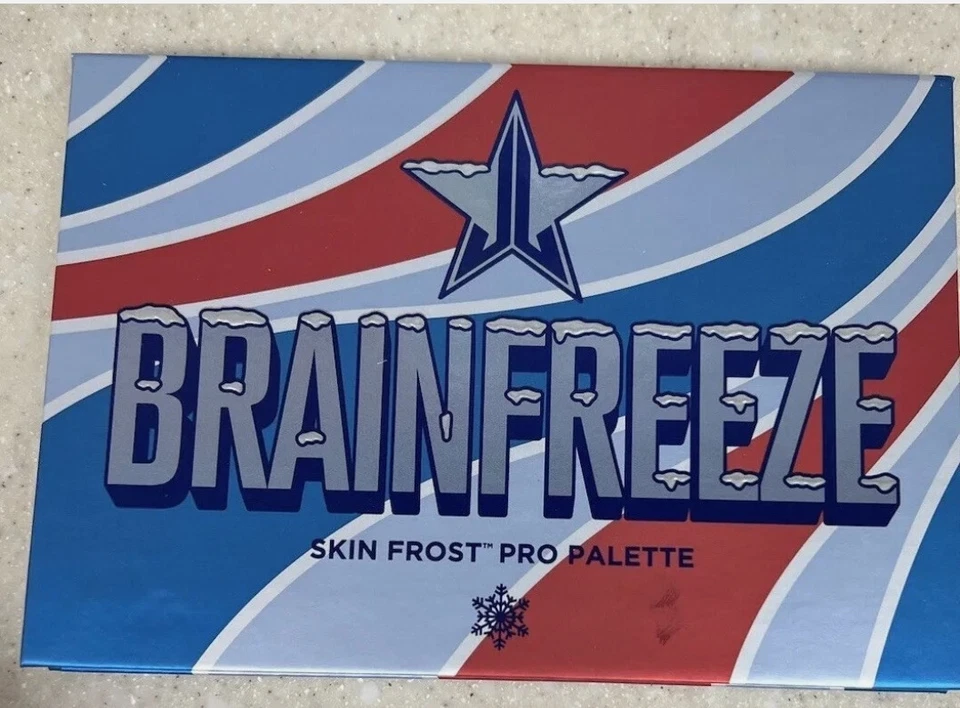 BRAINFREEZE
SKIN FROST™ PRO PALETTE